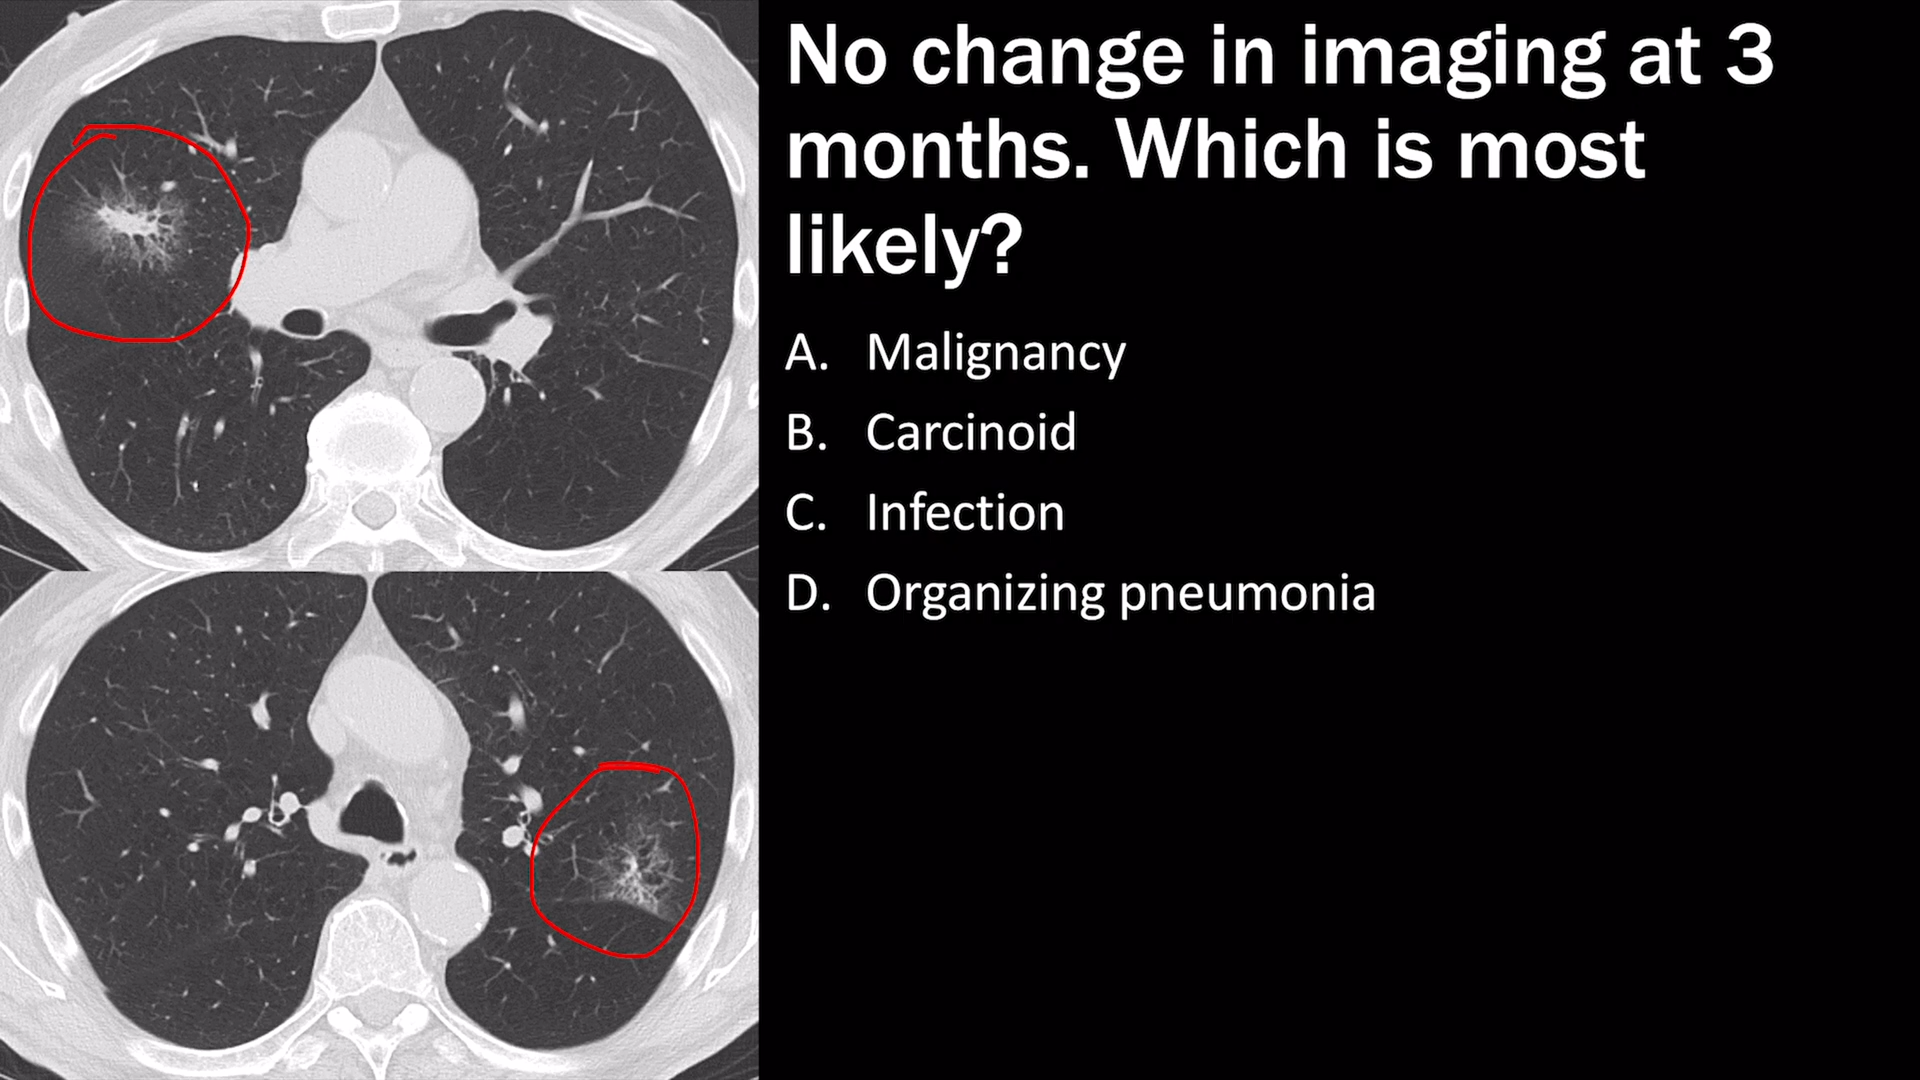 No change in imaging at 3
months. Which is most
likely?
A. Malignancy
B. Carcinoid
C. Infection
D. Organizing pneumonia